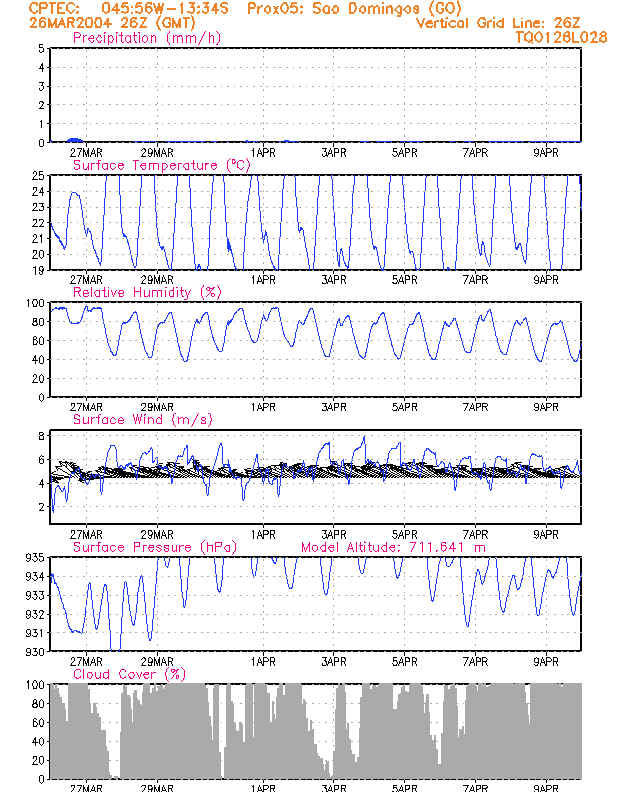 CPTEC: 045:56W-13:34S Prox05: Sao Domingos (GO)
26MAR2004 26Z (GMT) Vertical Grid Line: 26Z
Precipitation (mm/h) TQ0126L028
5
4
3
2
1
0
27MAR 29MAR 1APR 3APR 5APR 7APR 9APR
Surface Temperature (°C)
25
24
23
22
21
20
19
27MAR 29MAR 1APR 3APR 5APR 7APR 9APR
Relative Humidity (%)
100
80
60
40
20
0
27MAR 29MAR 1APR 3APR 5APR 7APR 9APR
Surface Wind (m/s)
8
6
4
2
27MAR 29MAR 1APR 3APR 5APR 7APR 9APR
Surface Pressure (hPa) Model Altitude: 711.641 m
935
934
933
932
931
930
27MAR 29MAR 1APR 3APR 5APR 7APR 9APR
Cloud Cover (%)
100
80
60
40
20
0
27MAR 29MAR 1APR 3APR 5APR 7APR 9APR